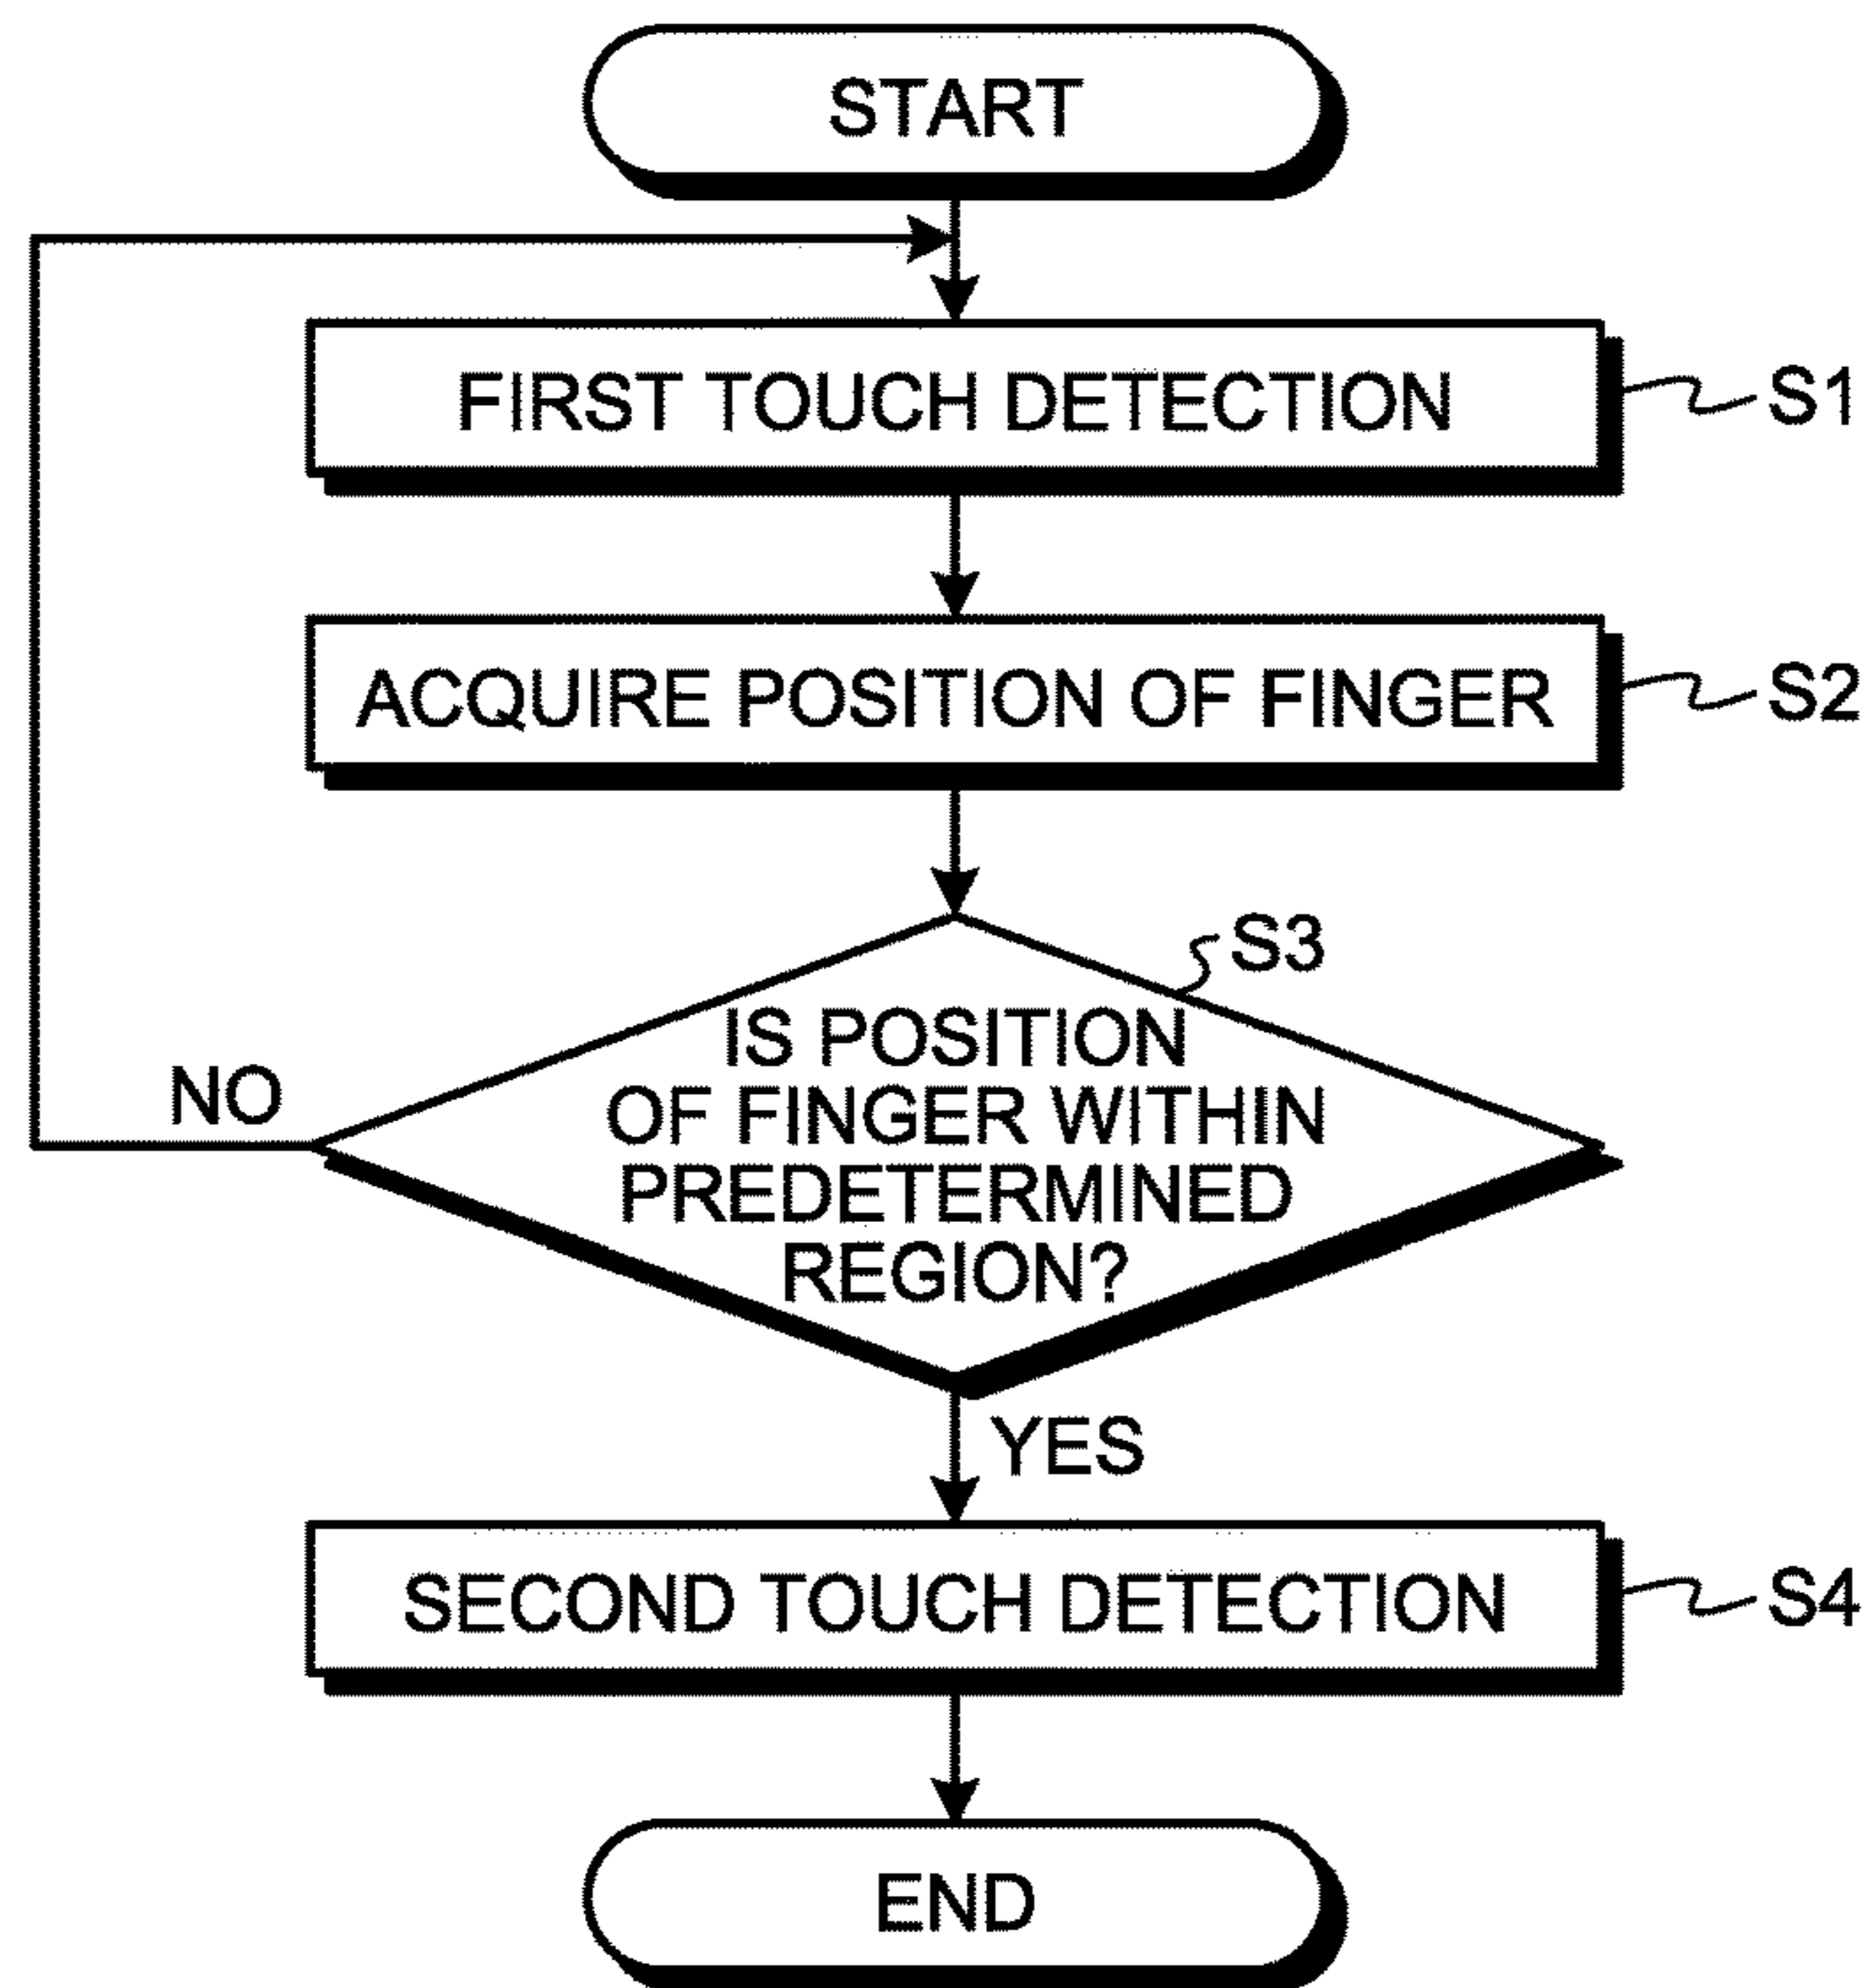 START
FIRST TOUCH DETECTION
S1
ACQUIRE POSITION OF FINGER
S2
S3
IS POSITION
OF FINGER WITHIN
PREDETERMINED
REGION?
NO
YES
SECOND TOUCH DETECTION
S4
END